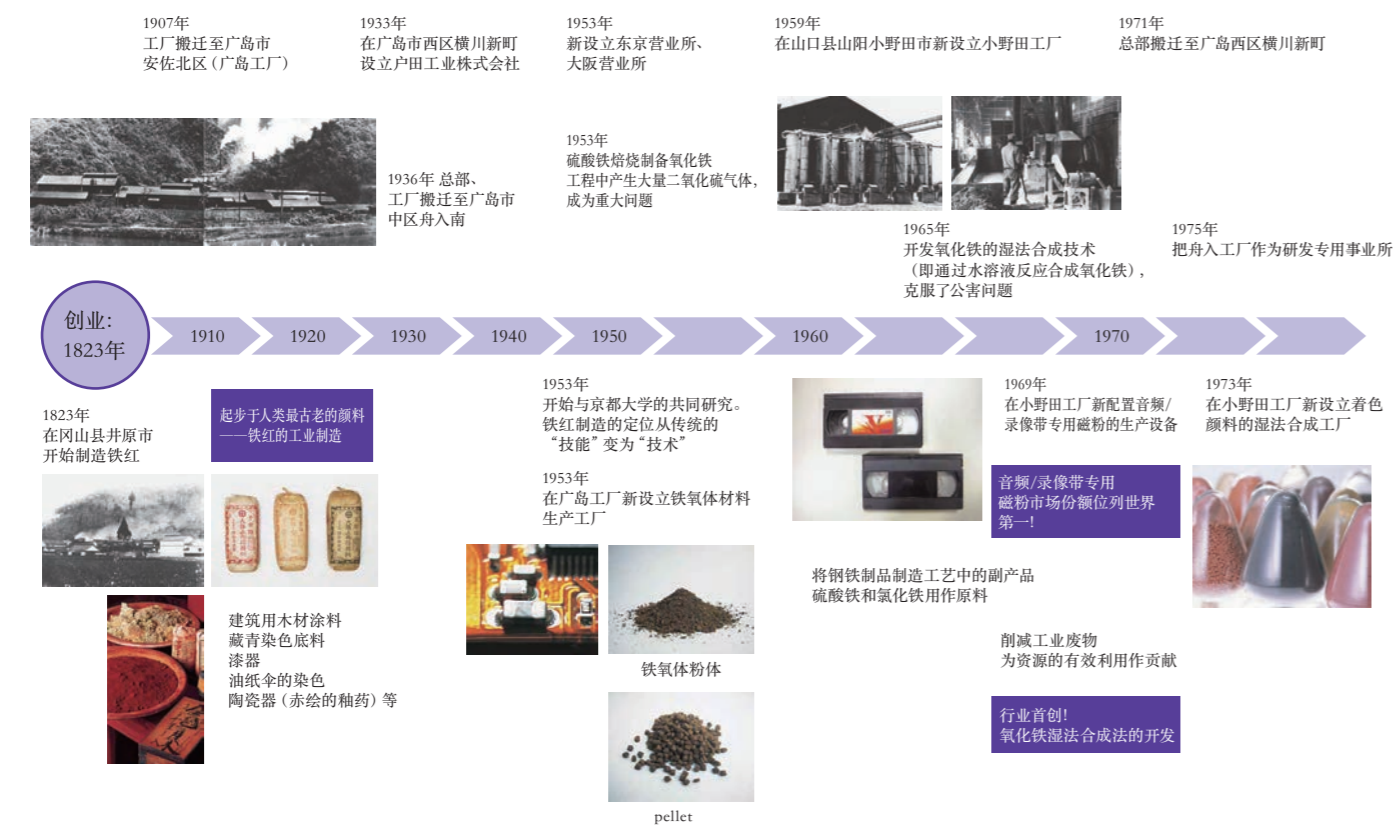 1907年
工厂搬迁至广岛市
安佐北区（广岛工厂）
1933年
在广岛市西区横川新町
设立户田工业株式会社
1953年
新设立东京营业所、
大阪营业所
1959年
在山口县山阳小野田市新设立小野田工厂
1971年
总部搬迁至广岛西区横川新町
1936年 总部、
工厂搬迁至广岛市
中区舟入南
1953年
硫酸铁焙烧制备氧化铁
工程中产生大量二氧化硫气体，
成为重大问题
1965年
开发氧化铁的湿法合成技术
（即通过水溶液反应合成氧化铁），
克服了公害问题
1975年
把舟入工厂作为研发专用事业所
创业：
1823年
1910
1920
1930
1940
1950
1960
1970
1823年
在冈山县井原市
开始制造铁红
起步于人类最古老的颜料
——铁红的工业制造
建筑用木材涂料
藏青染色底料
漆器
油纸伞的染色
陶瓷器（赤绘的釉药）等
1953年
开始与京都大学的共同研究。
铁红制造的定位从传统的
“技能”变为“技术”
1953年
在广岛工厂新设立铁氧体材料
生产工厂
铁氧体粉体
pellet
1969年
在小野田工厂新配置音频/
录像带专用磁粉的生产设备
音频/录像带专用
磁粉市场份额位列世界
第一!
将钢铁制品制造工艺中的副产品
硫酸铁和氯化铁用作原料
削减工业废物
为资源的有效利用作贡献
行业首创!
氧化铁湿法合成法的开发
1973年
在小野田工厂新设立着色
颜料的湿法合成工厂